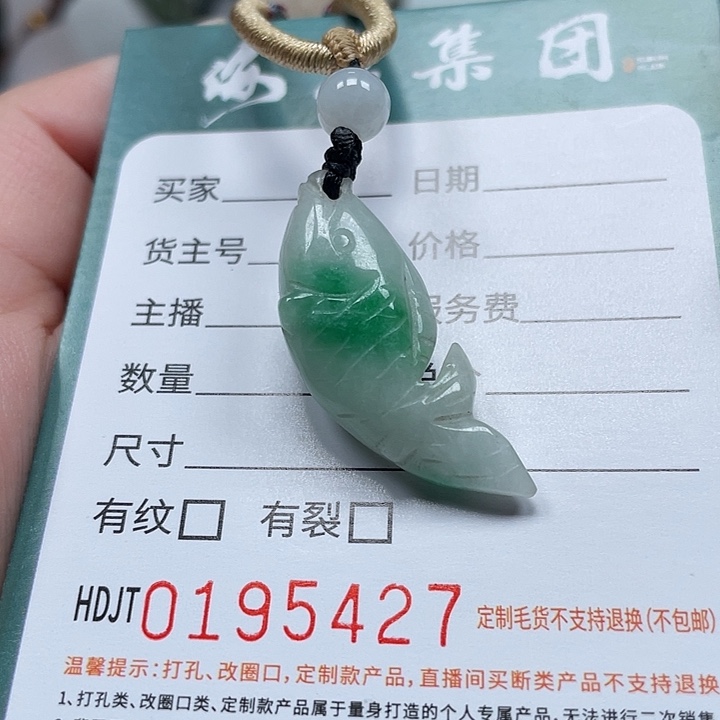 集团
买家 日期
货主号 价格
主播 服务费
数量
尺寸
有纹 有裂
HDJT0195427 定制毛货不支持退换(不包邮)
温馨提示:打孔、改圈口,定制款产品,直播间买断类产品不支持退换
1、打孔类、改圈口类、定制款产品属于量身打造的个人专属产品,无法进行二次销售